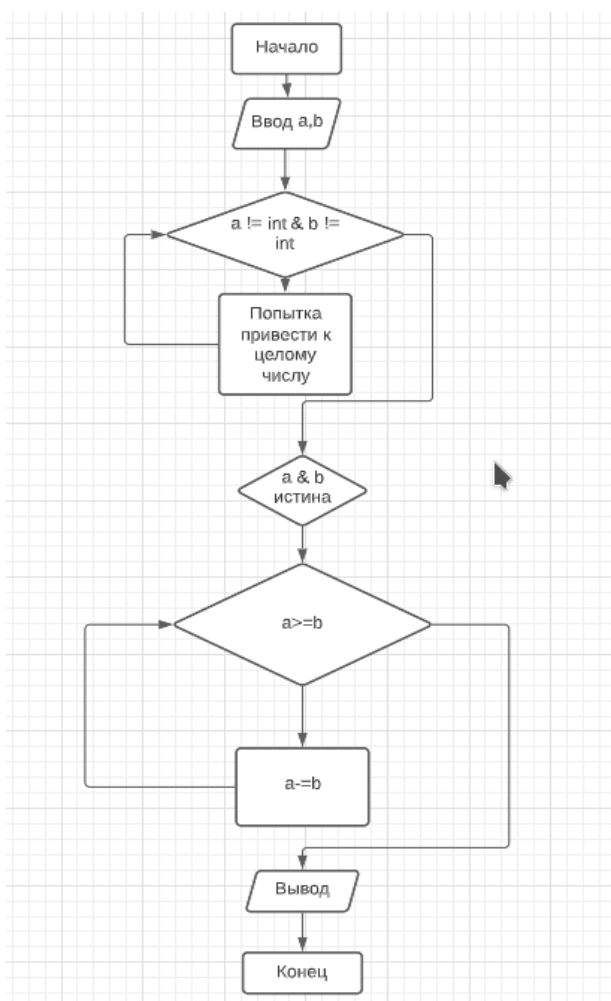 Начало
Ввод a,b
a != int & b !=
int
Попытка
привести к
целому
числу
a & b
истина
a>=b
a-=b
Вывод
Конец